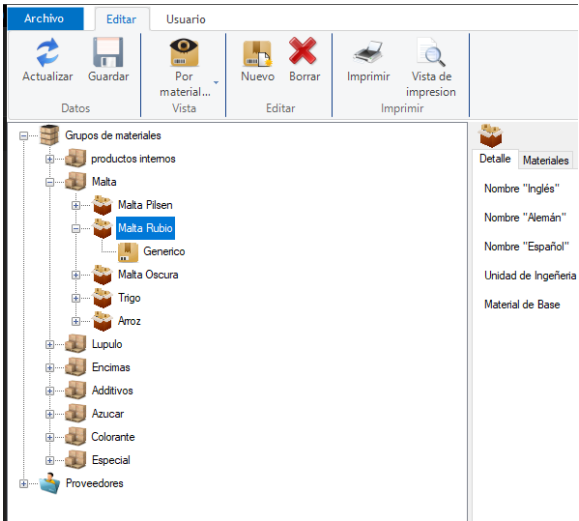 Archivo Editar Usuario
Actualizar Guardar Por material... Nuevo Borrar Imprimir Vista de impresion
Datos Vista Editar Imprimir
Grupos de materiales
productos internos
Malta
Malta Pilsen
Malta Rubio
Generico
Malta Oscura
Trigo
Arroz
Lupulo
Encimas
Additivos
Azucar
Colorante
Especial
Proveedores
Detalle Materiales
Nombre "Inglés"
Nombre "Alemán"
Nombre "Español"
Unidad de Ingeñeria
Material de Base